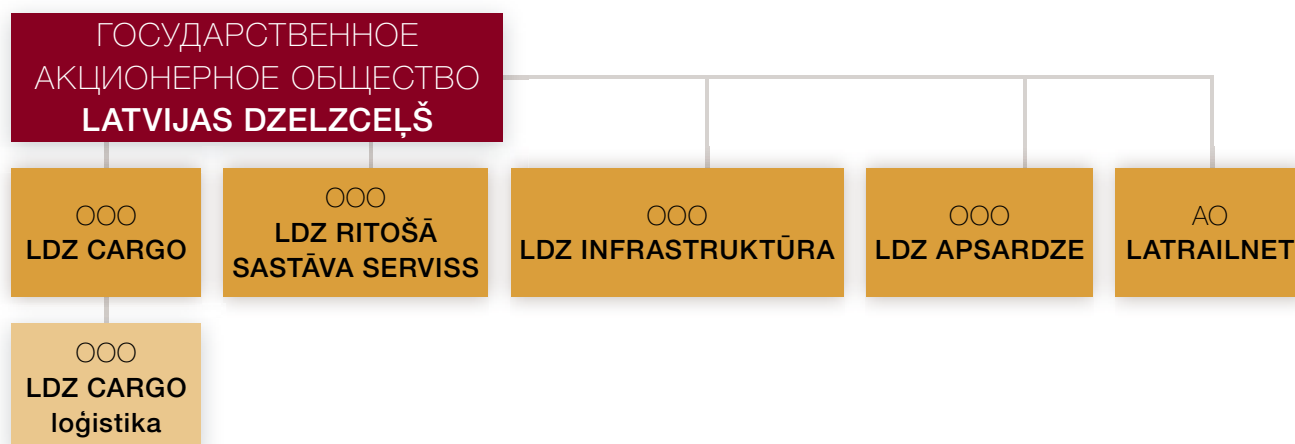 ГОСУДАРСТВЕННОЕ
АКЦИОНЕРНОЕ ОБЩЕСТВО
LATVIJAS DZELZCEĻŠ
ООО
LDZ CARGO
ООО
LDZ RITOŠĀ
SASTĀVA SERVISS
ООО
LDZ INFRASTRUKTŪRA
ООО
LDZ APSARDZE
АО
LATRAILNET
ООО
LDZ CARGO
loģistika